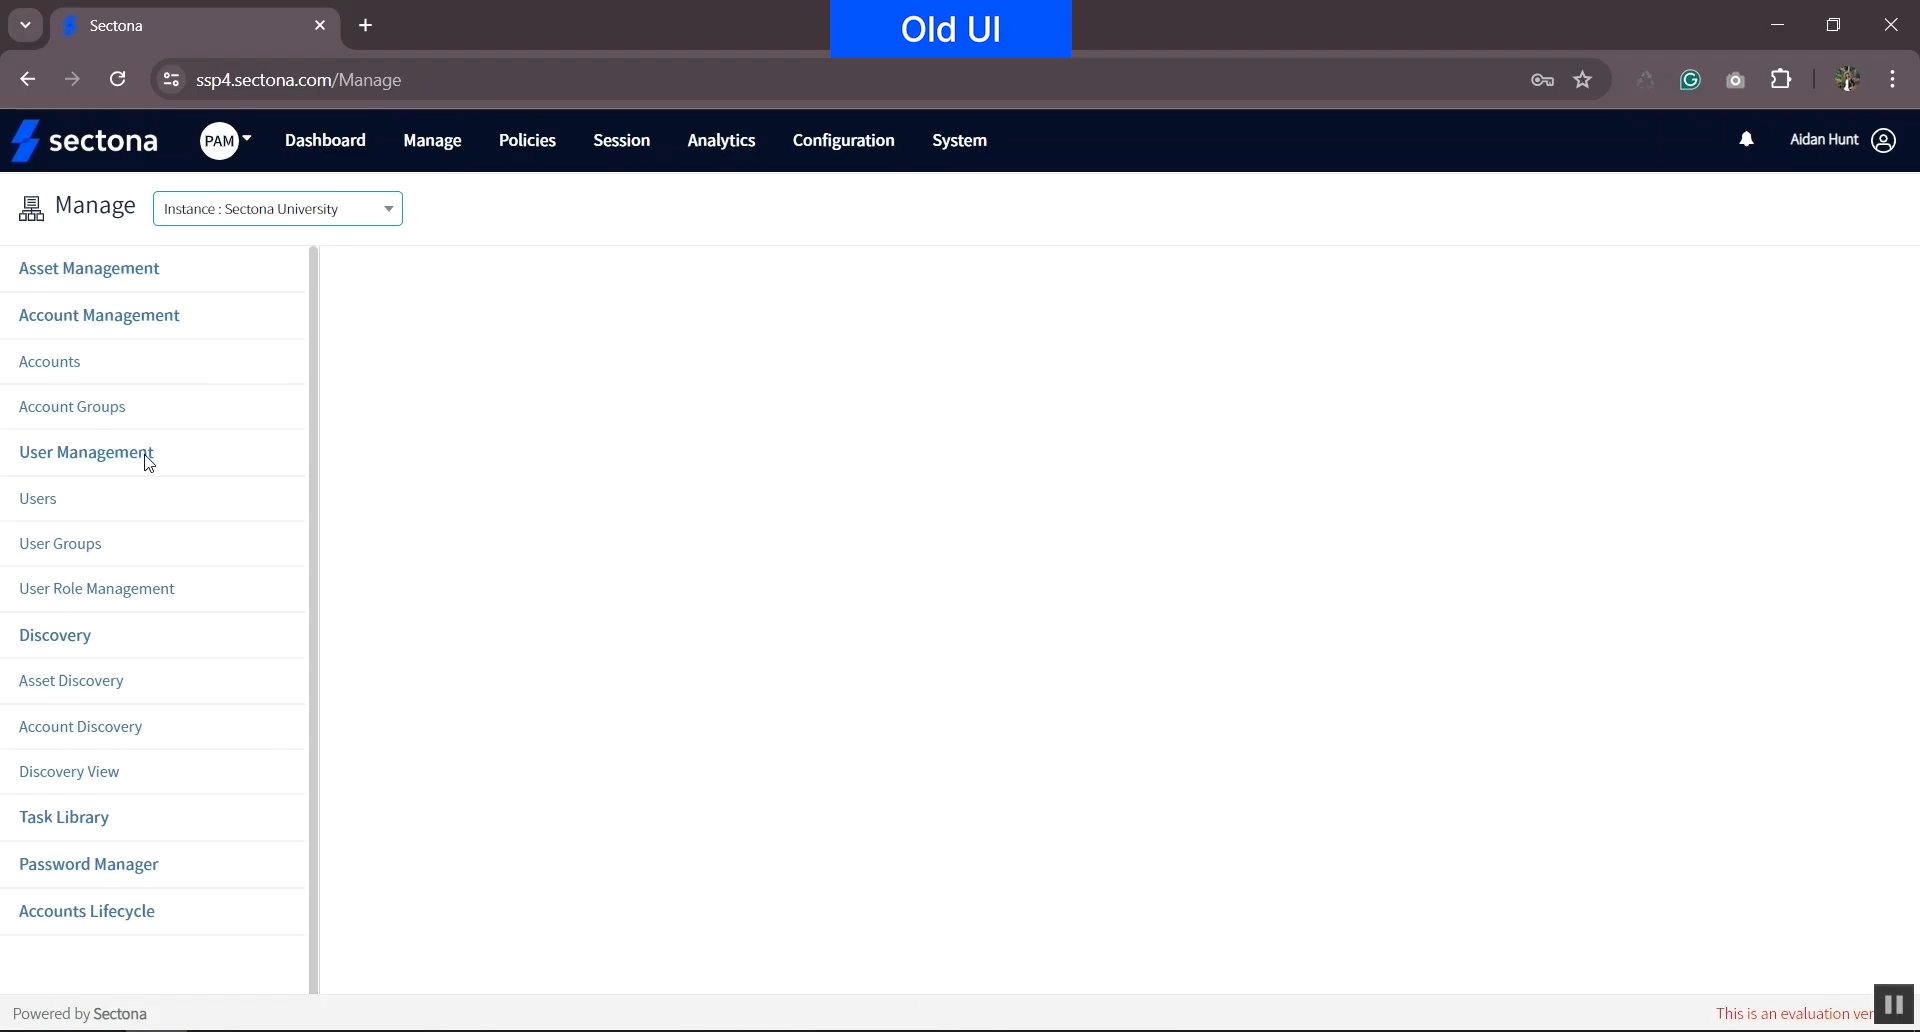 Sectona
Old UI
ssp4.sectona.com/Manage
sectona
PAM
Dashboard
Manage
Policies
Session
Analytics
Configuration
System
Aidan Hunt
Manage
Instance : Sectona University
Asset Management
Account Management
Accounts
Account Groups
User Management
Users
User Groups
User Role Management
Discovery
Asset Discovery
Account Discovery
Discovery View
Task Library
Password Manager
Accounts Lifecycle
Powered by Sectona
This is an evaluation ver